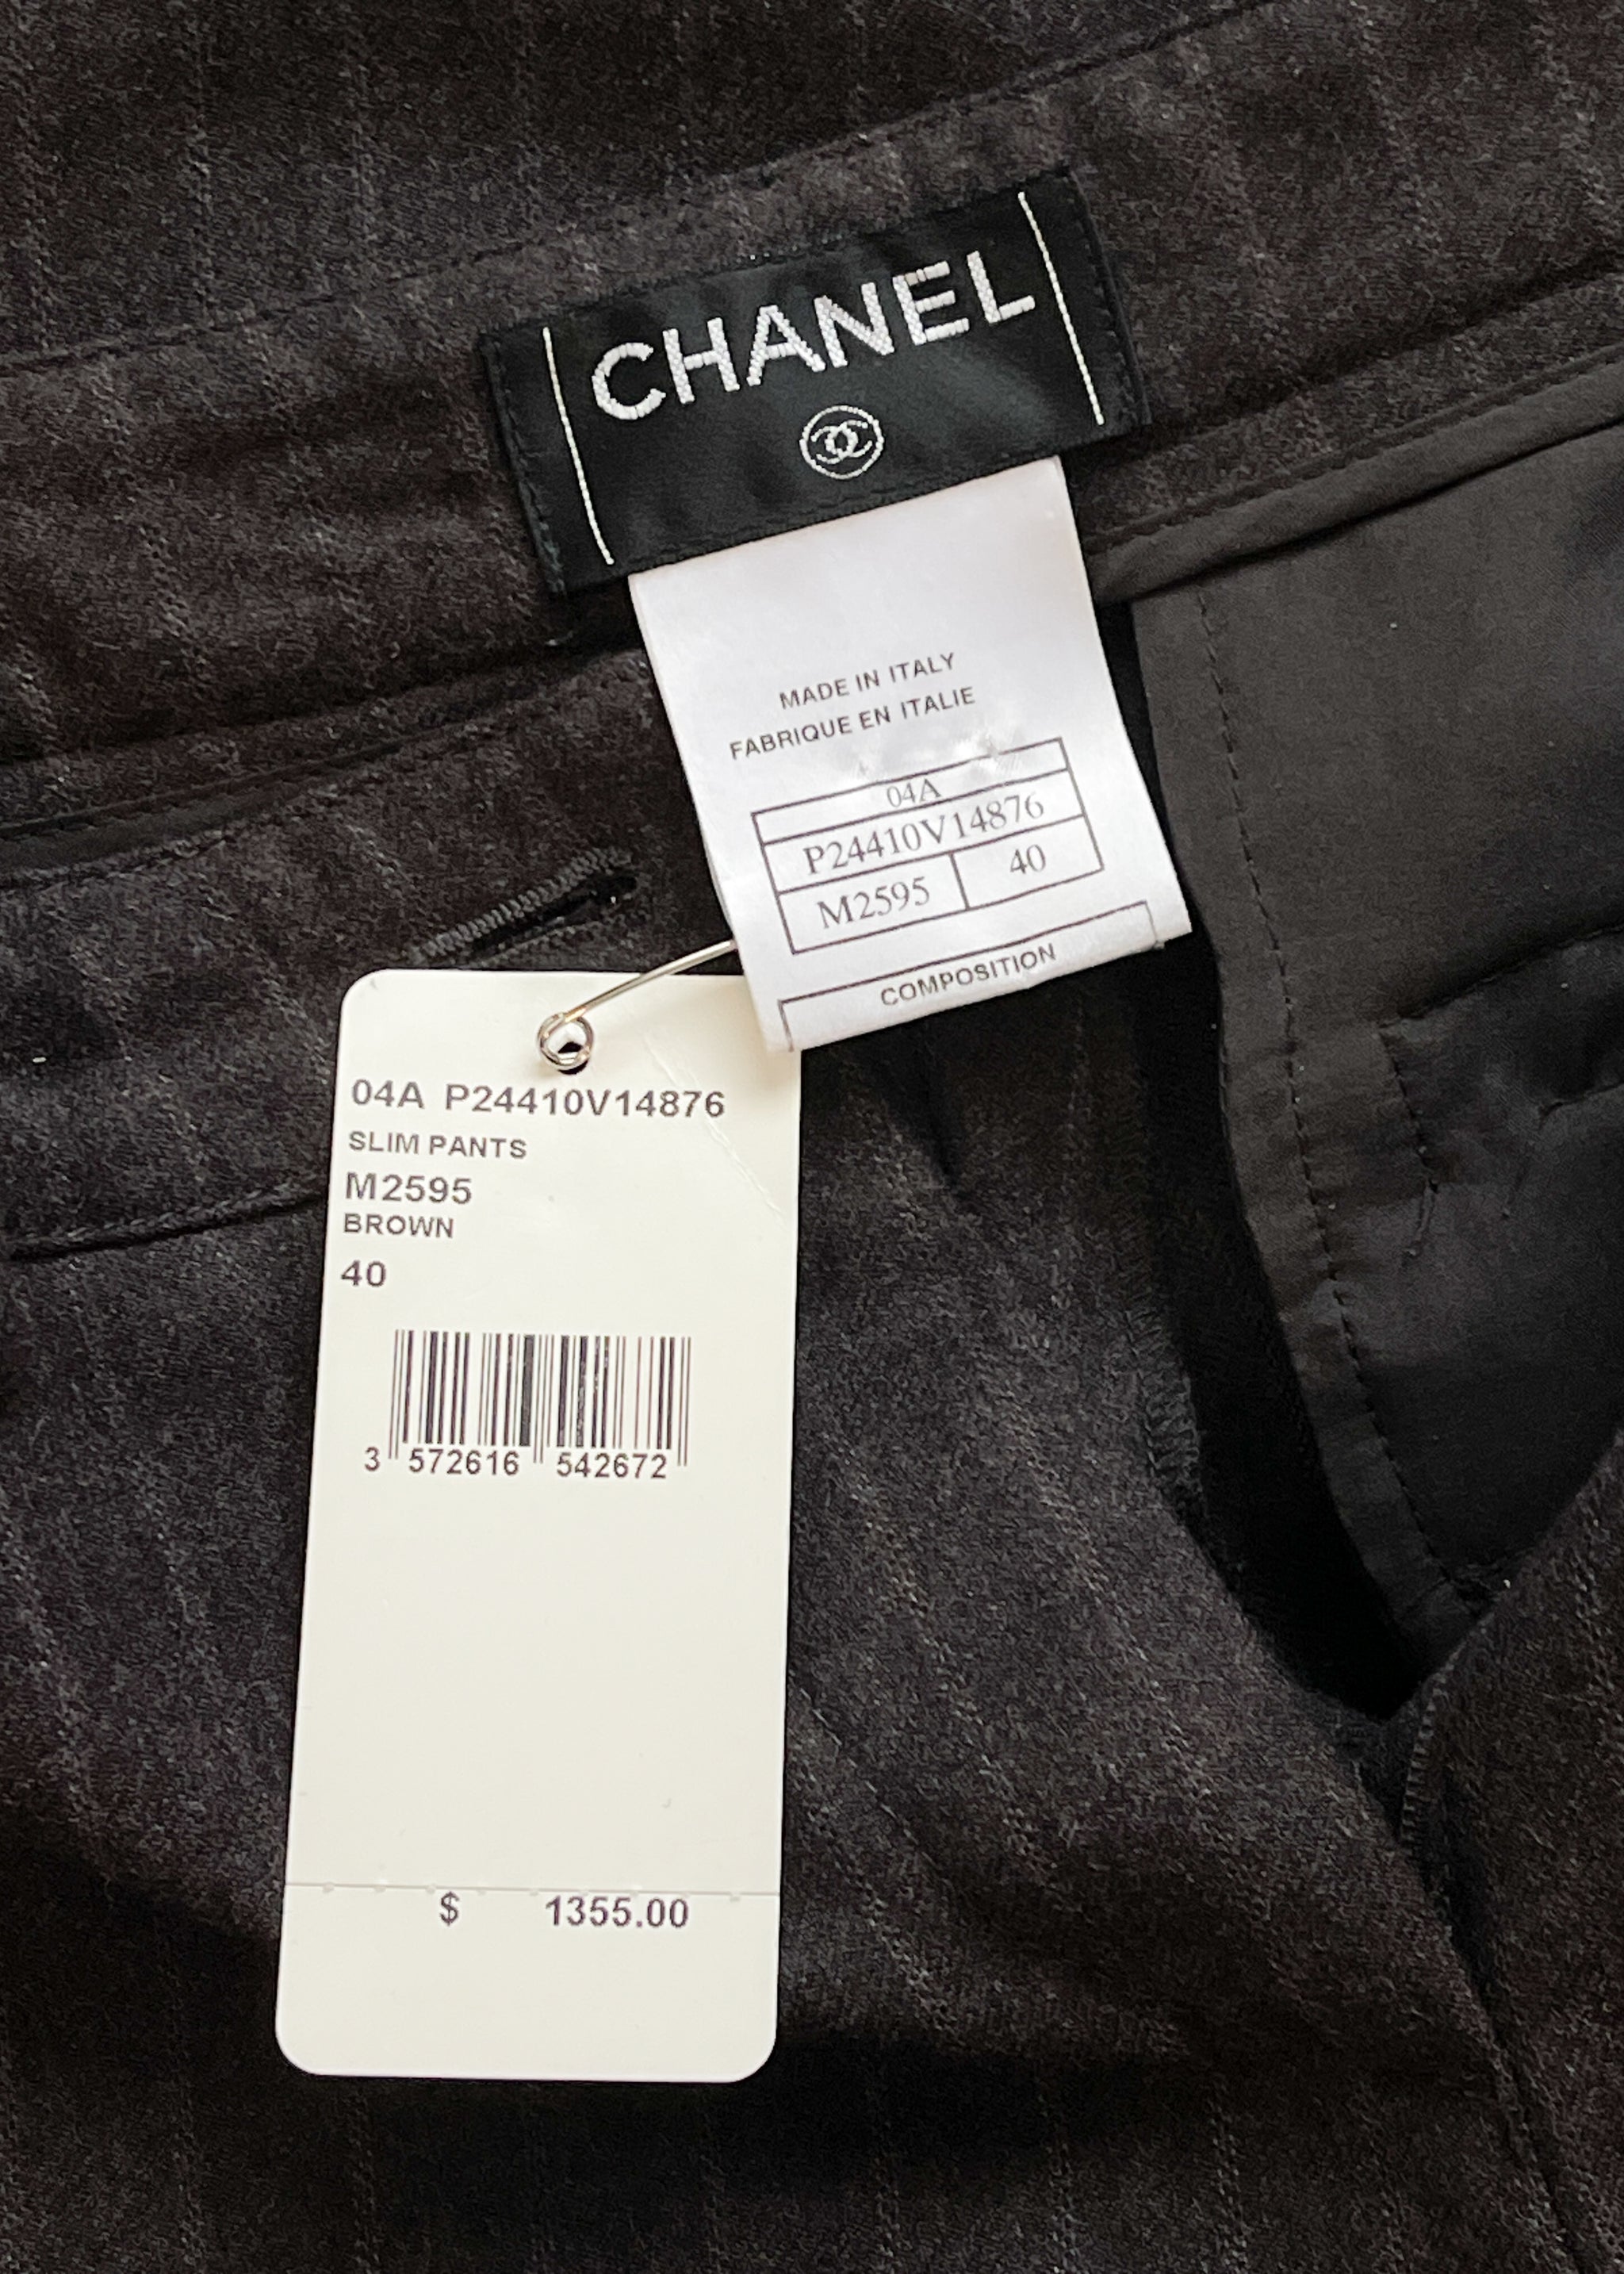 CHANEL
MADE IN ITALY
FABRIQUE EN ITALIE
04A
P24410V14876
M2595 40
COMPOSITION
04A P24410V14876
SLIM PANTS
M2595
BROWN
40
3 572616 542672
$ 1355.00